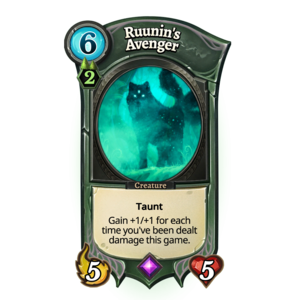 6
Ruunin's
Avenger
2
Creature
Taunt
Gain +1/+1 for each
time you've been dealt
damage this game.
5
5